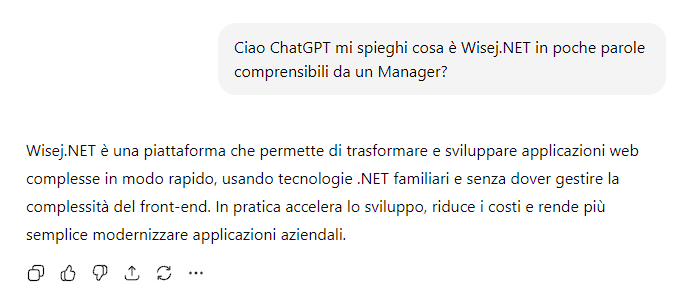 Ciao ChatGPT mi spieghi cosa è Wisej.NET in poche parole
comprensibili da un Manager?
Wisej.NET è una piattaforma che permette di trasformare e sviluppare applicazioni web
complesse in modo rapido, usando tecnologie .NET familiari e senza dover gestire la
complessità del front-end. In pratica accelera lo sviluppo, riduce i costi e rende più
semplice modernizzare applicazioni aziendali.